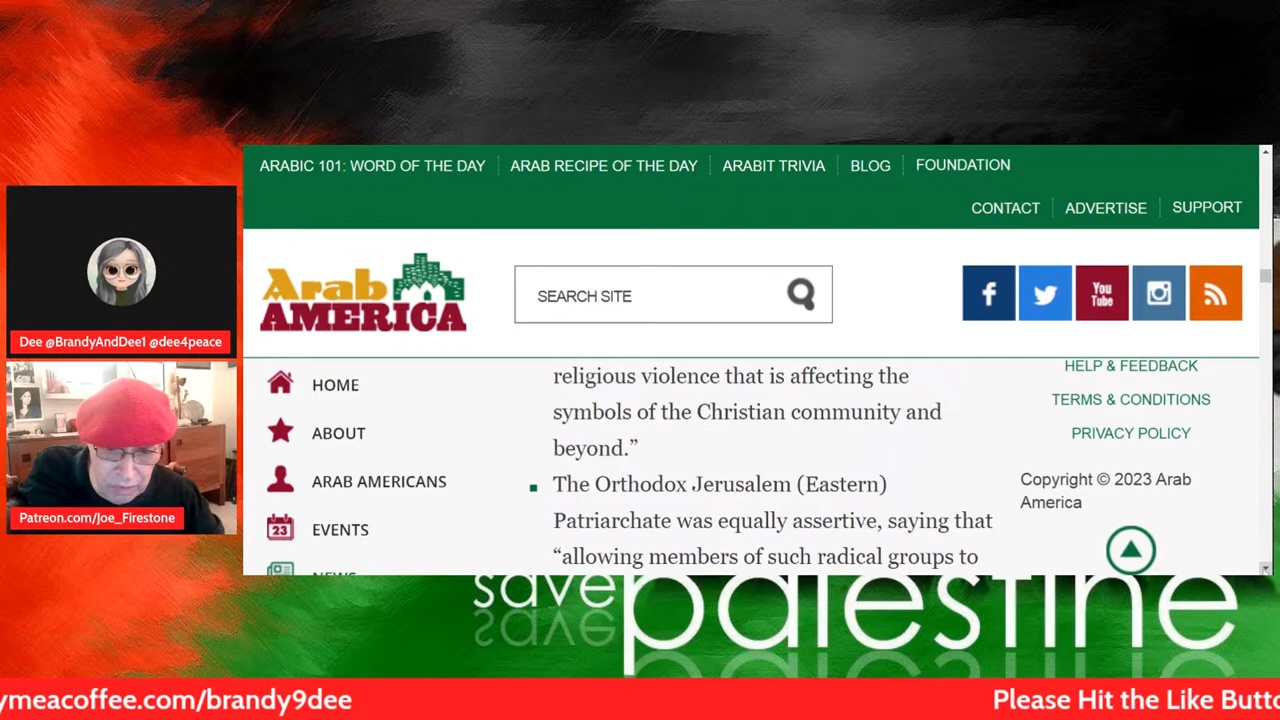 ARABIC 101: WORD OF THE DAY
ARAB RECIPE OF THE DAY
ARABIT TRIVIA
BLOG
FOUNDATION
CONTACT
ADVERTISE
SUPPORT
Arab
AMERICA
SEARCH SITE
You
Tube
HOME
ABOUT
ARAB AMERICANS
23
EVENTS
NEWS
religious violence that is affecting the
symbols of the Christian community and
beyond.”
The Orthodox Jerusalem (Eastern)
Patriarchate was equally assertive, saying that
“allowing members of such radical groups to
HELP & FEEDBACK
TERMS & CONDITIONS
PRIVACY POLICY
Copyright © 2023 Arab
America
Dee @BrandyAndDee1 @dee4peace
Patreon.com/Joe_Firestone
save palestine
ymeacoffee.com/brandy9dee
Please Hit the Like Butto